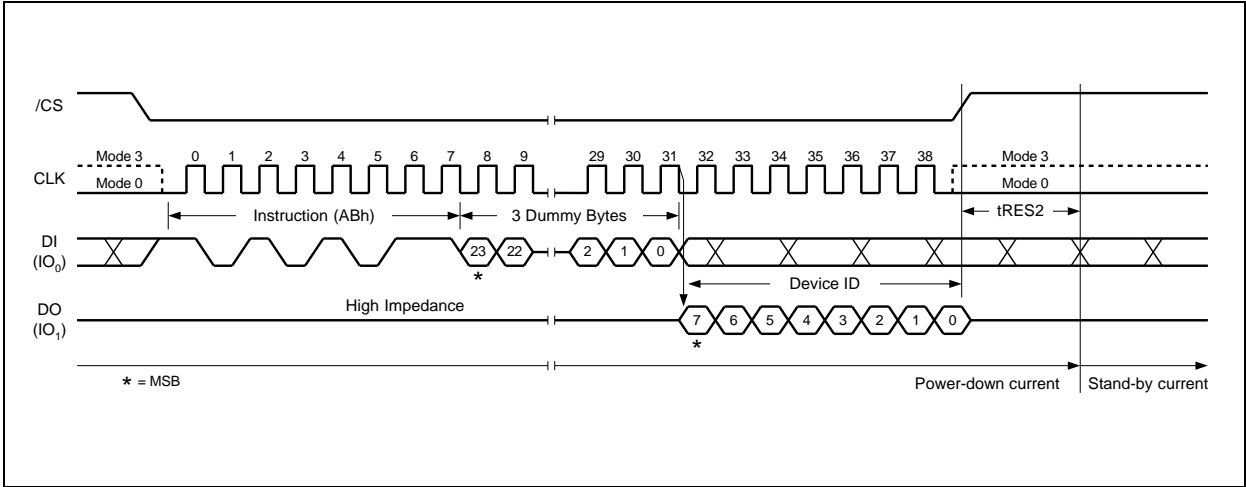 /CS
Mode 3
0 1 2 3 4 5 6 7 8 9 29 30 31 32 33 34 35 36 37 38
Mode 3
CLK
Mode 0
Mode 0
Instruction (ABh)
3 Dummy Bytes
tRES2
DI
(IO0)
23 22 2 1 0
*
Device ID
High Impedance
DO
(IO1)
7 6 5 4 3 2 1 0
*
* = MSB
Power-down current
Stand-by current